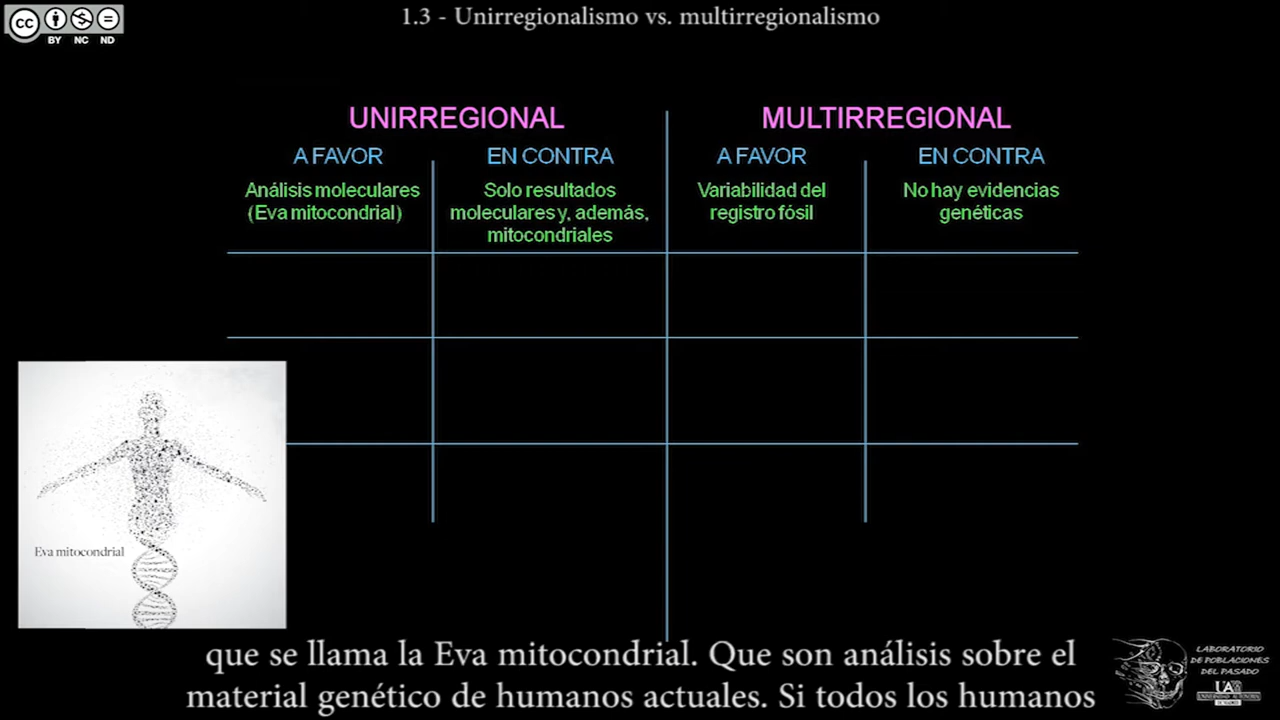 cc
BY NC ND
1.3 - Unirregionalismo vs. multirregionalismo
UNIRREGIONAL
MULTIRREGIONAL
A FAVOR
EN CONTRA
A FAVOR
EN CONTRA
Análisis moleculares
(Eva mitocondrial)
Solo resultados
moleculares y, además,
mitocondriales
Variabilidad del
registro fósil
No hay evidencias
genéticas
Eva mitocondrial
que se llama la Eva mitocondrial. Que son análisis sobre el
material genético de humanos actuales. Si todos los humanos
LABORATORIO
DE POBLACIONES
DEL PASADO